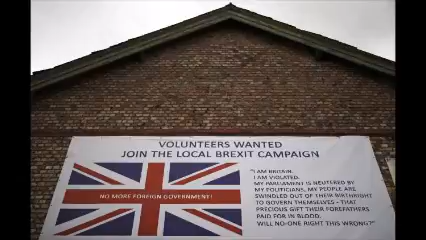 VOLUNTEERS WANTED
JOIN THE LOCAL BREXIT CAMPAIGN
NO MORE FOREIGN GOVERNMENT!
"I AM BRITAIN.
I AM VIOLATED.
MY PARLIAMENT IS NEUTERED BY
MY POLITICIANS, MY PEOPLE ARE
SWINDLED OUT OF THEIR BIRTHRIGHT
TO GOVERN THEMSELVES - THAT
PRECIOUS GIFT THEIR FOREFATHERS
PAID FOR IN BLOOD.
WILL NO-ONE RIGHT THIS WRONG?"